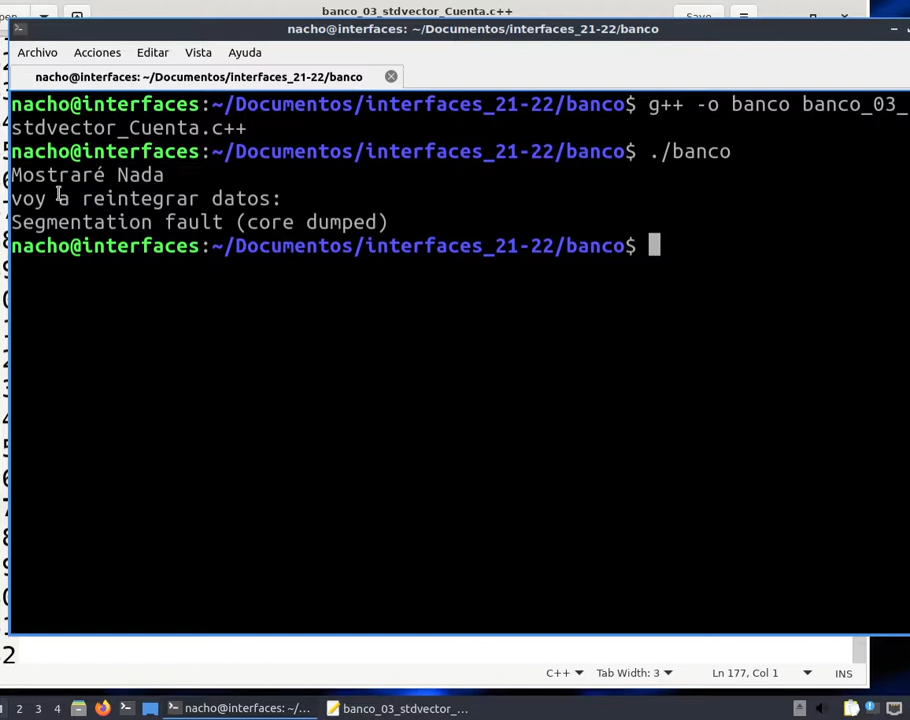 banco_03_stdvector_Cuenta.c++
Save
nacho@interfaces: ~/Documentos/interfaces_21-22/banco
Archivo Acciones Editar Vista Ayuda
nacho@interfaces: ~/Documentos/interfaces_21-22/banco
nacho@interfaces:~/Documentos/interfaces_21-22/banco$ g++ -o banco banco_03_
stdvector_Cuenta.c++
nacho@interfaces:~/Documentos/interfaces_21-22/banco$ ./banco
Mostraré Nada
voy a reintegrar datos:
Segmentation fault (core dumped)
nacho@interfaces:~/Documentos/interfaces_21-22/banco$
2
C++ Tab Width: 3 Ln 177, Col 1 INS
2 3 4 nacho@interfaces: ~/... banco_03_stdvector_...